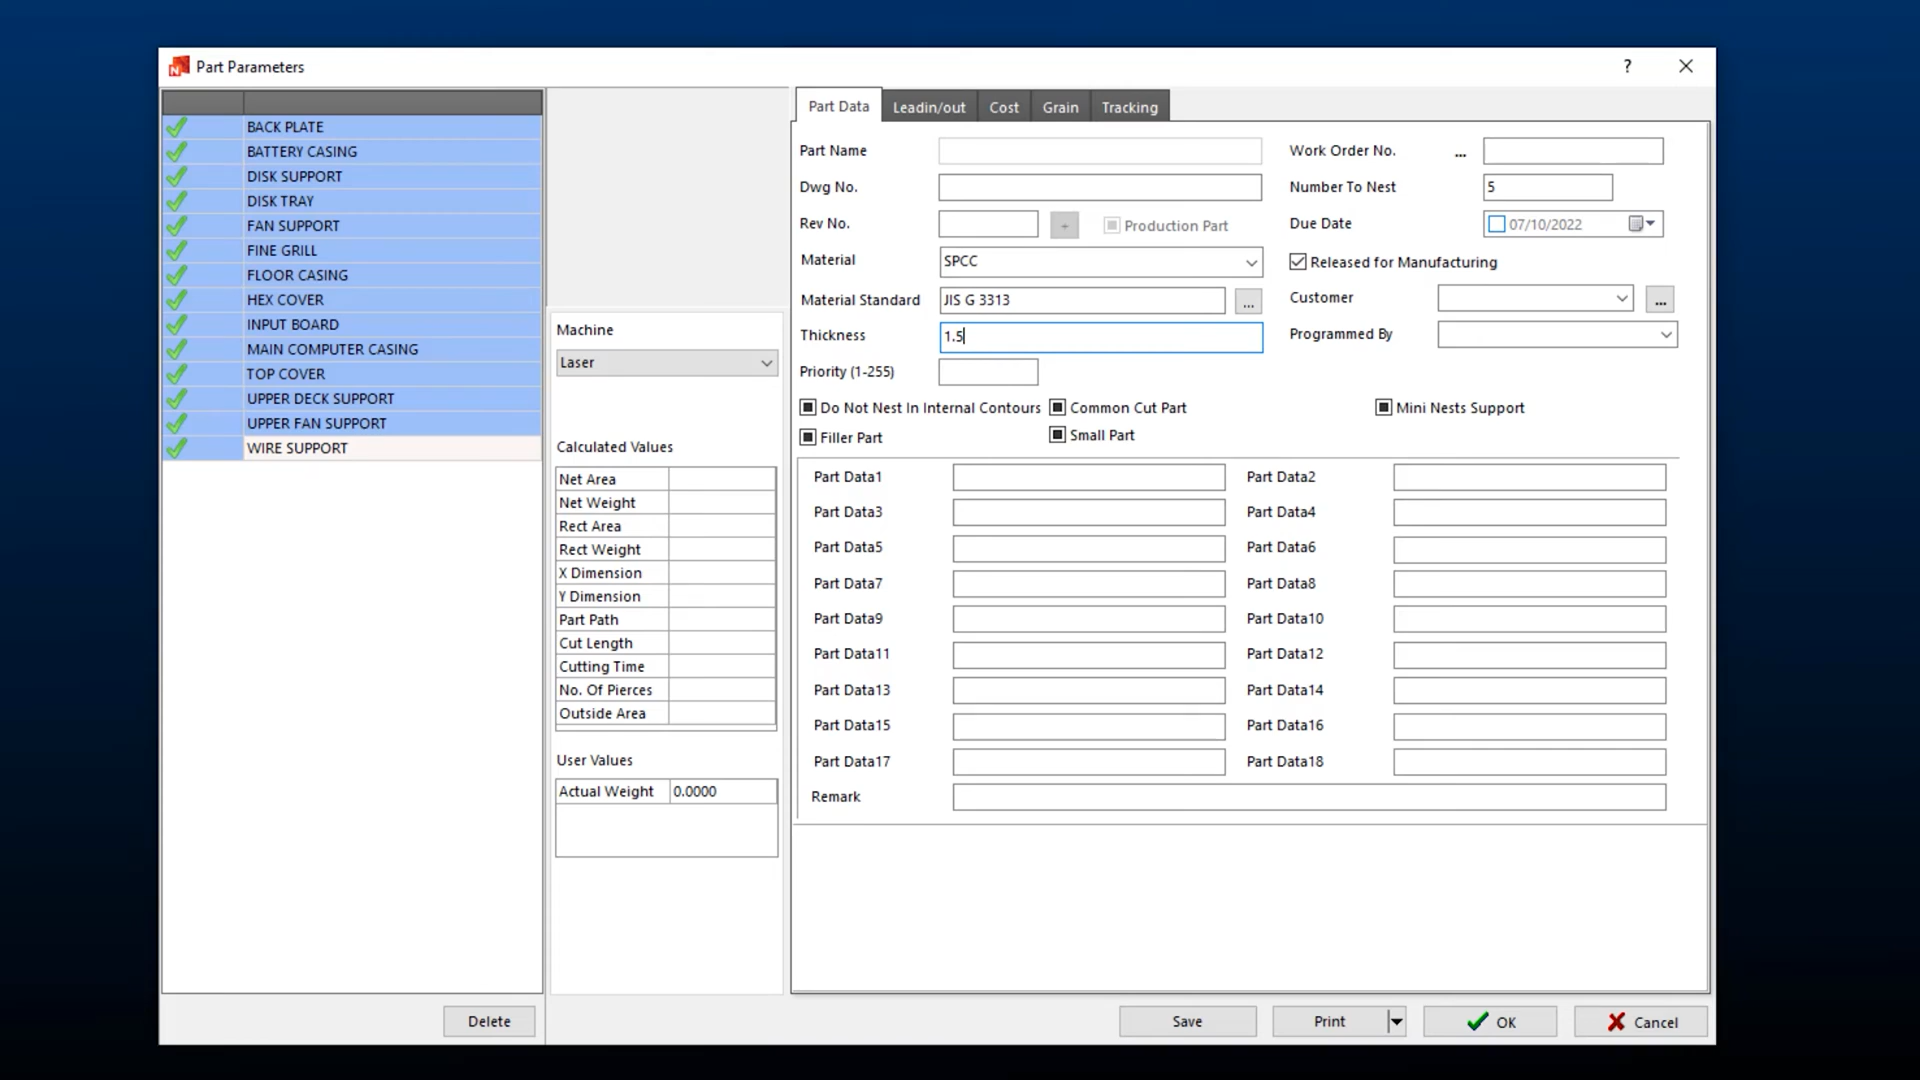 Part Parameters
?
BACK PLATE
BATTERY CASING
DISK SUPPORT
DISK TRAY
FAN SUPPORT
FINE GRILL
FLOOR CASING
HEX COVER
INPUT BOARD
MAIN COMPUTER CASING
TOP COVER
UPPER DECK SUPPORT
UPPER FAN SUPPORT
WIRE SUPPORT
Delete
Machine
Laser
Calculated Values
Net Area
Net Weight
Rect Area
Rect Weight
X Dimension
Y Dimension
Part Path
Cut Length
Cutting Time
No. Of Pierces
Outside Area
User Values
Actual Weight 0.0000
Part Data Leadin/out Cost Grain Tracking
Part Name Work Order No. ...
Dwg No. Number To Nest 5
Rev No. + Production Part Due Date 07/10/2022
Material SPCC Released for Manufacturing
Material Standard JIS G 3313 ... Customer ...
Thickness 1.5 Programmed By
Priority (1-255)
Do Not Nest In Internal Contours Common Cut Part Mini Nests Support
Filler Part Small Part
Part Data1 Part Data2
Part Data3 Part Data4
Part Data5 Part Data6
Part Data7 Part Data8
Part Data9 Part Data10
Part Data11 Part Data12
Part Data13 Part Data14
Part Data15 Part Data16
Part Data17 Part Data18
Remark
Save Print OK Cancel